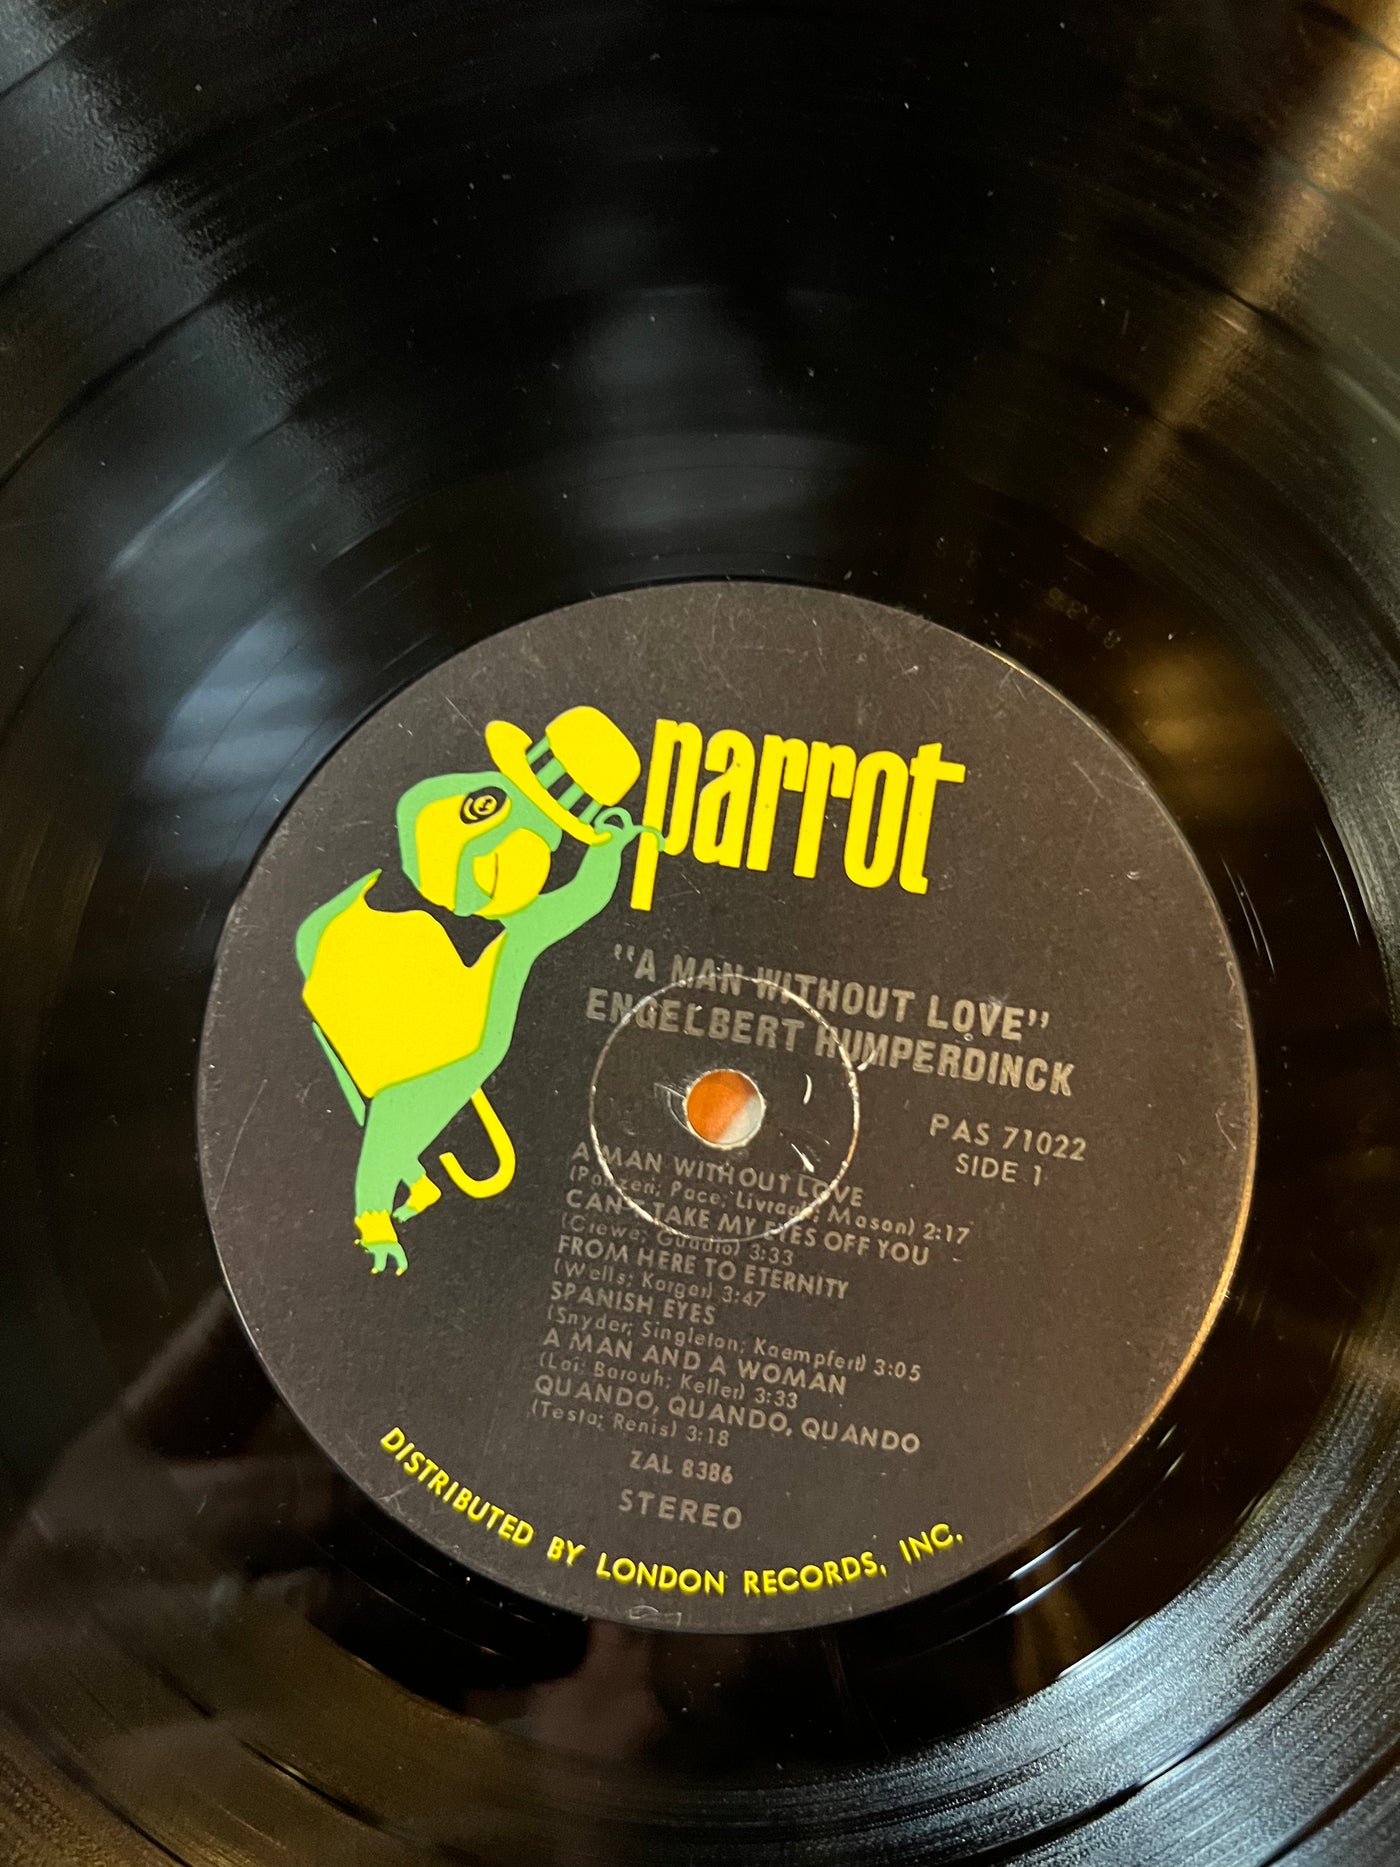 parrot
"A MAN WITHOUT LOVE"
ENGELBERT HUMPERDINCK
PAS 71022
SIDE 1
A MAN WITHOUT LOVE
(Panzeri; Pace; Livraghi; Mason) 2:17
CAN'T TAKE MY EYES OFF YOU
(Crewe; Guadio) 3:33
FROM HERE TO ETERNITY
(Wells; Karger) 3:47
SPANISH EYES
(Snyder; Singleton; Kaempfert) 3:05
A MAN AND A WOMAN
(Lai; Barouh; Keller) 3:33
QUANDO, QUANDO, QUANDO
(Testa; Renis) 3:18
ZAL 8386
STEREO
DISTRIBUTED BY LONDON RECORDS, INC.